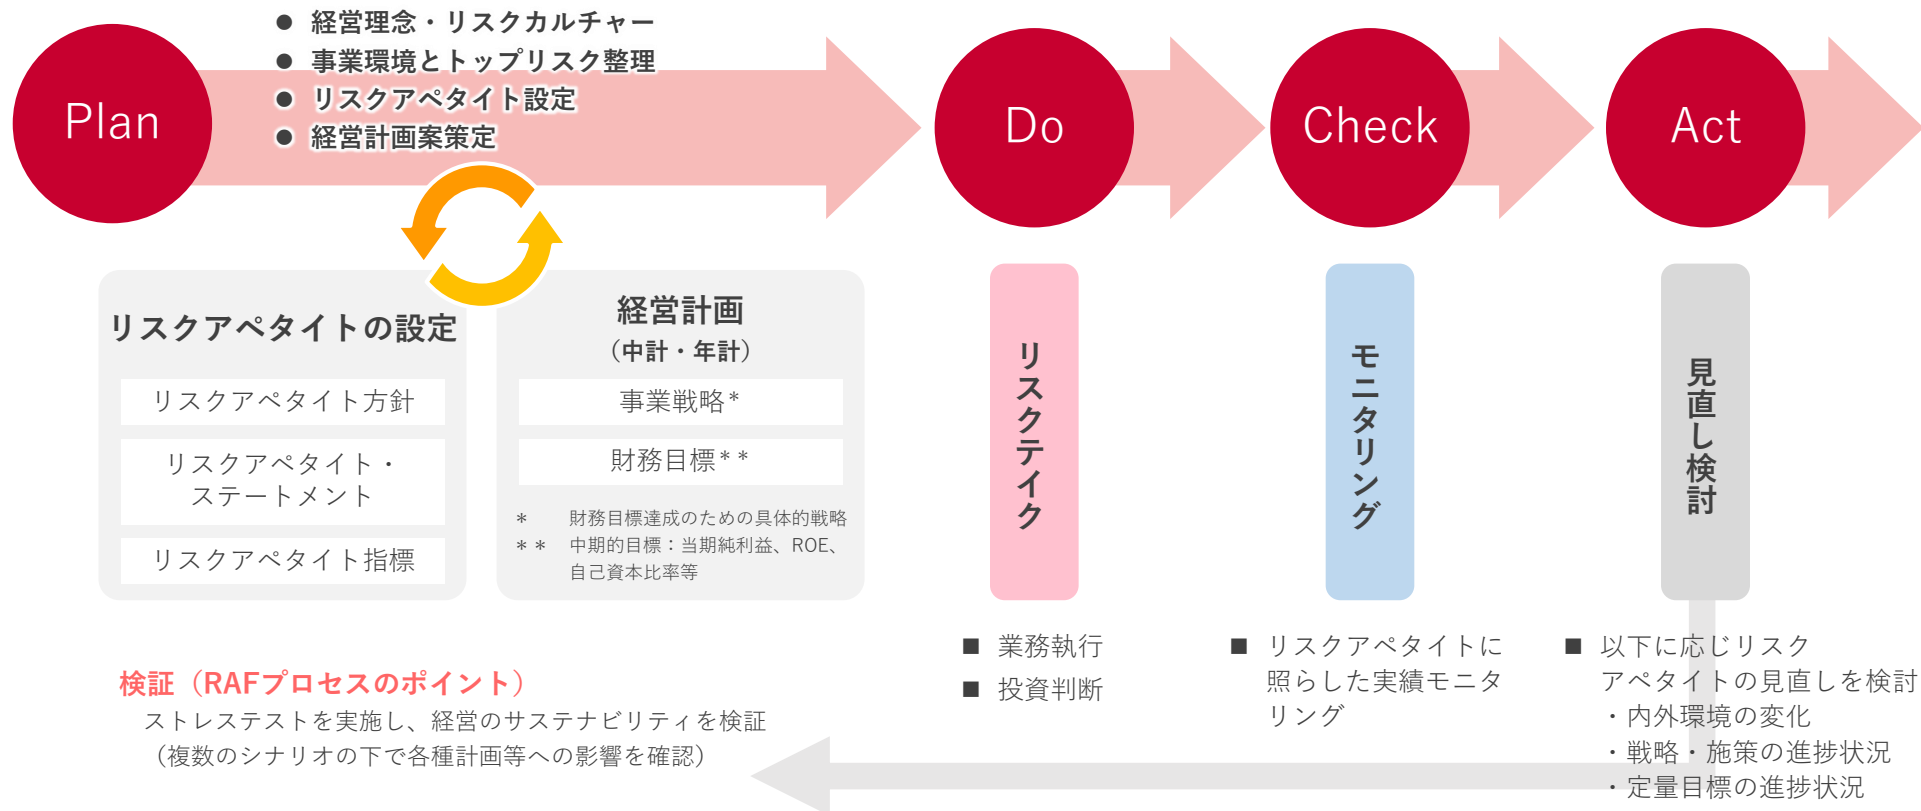 ● 経営理念・リスクカルチャー
● 事業環境とトップリスク整理
● リスクアペタイト設定
● 経営計画案策定
Plan
Do
Check
Act
リスクアペタイトの設定
リスクアペタイト方針
リスクアペタイト・
ステートメント
リスクアペタイト指標
経営計画
（中計・年計）
事業戦略*
財務目標**
* 財務目標達成のための具体的戦略
** 中期的目標：当期純利益、ROE、
自己資本比率等
リスクテイク
モニタリング
見直し検討
■ 業務執行
■ 投資判断
■ リスクアペタイトに
照らした実績モニタ
リング
■ 以下に応じリスク
アペタイトの見直しを検討
・内外環境の変化
・戦略・施策の進捗状況
・定量目標の進捗状況
検証（RAFプロセスのポイント）
ストレステストを実施し、経営のサステナビリティを検証
（複数のシナリオの下で各種計画等への影響を確認）